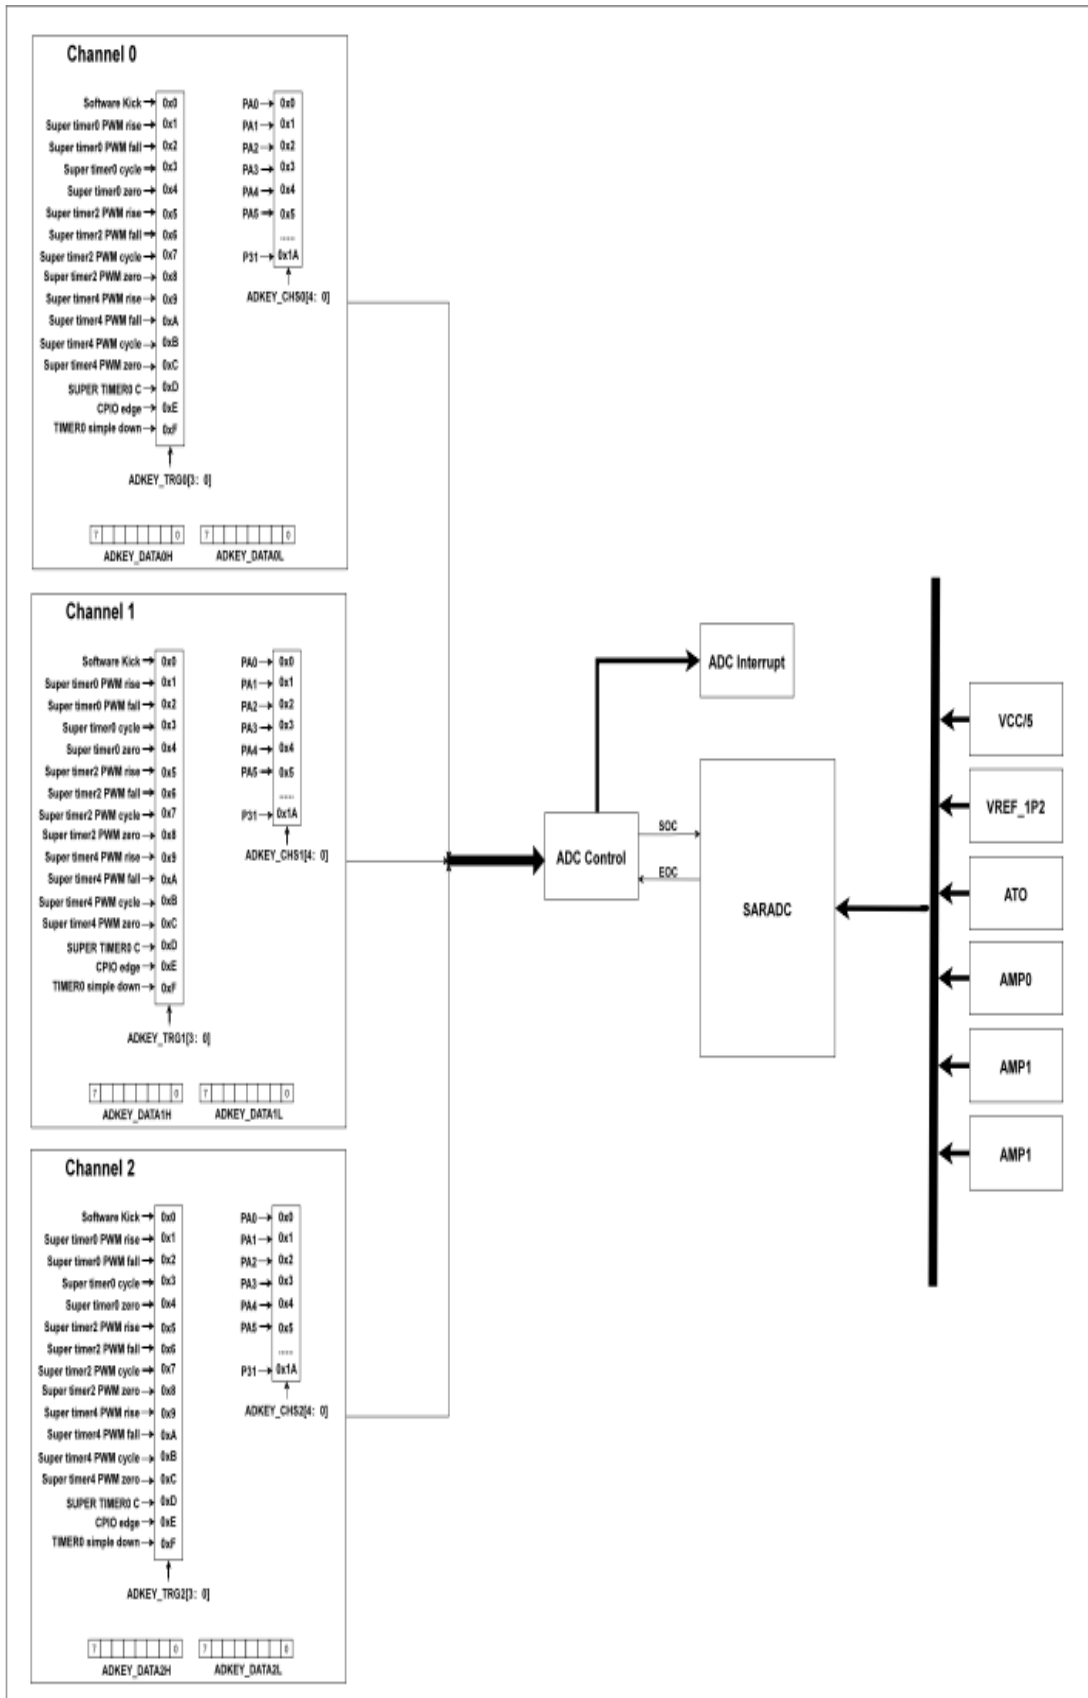 Channel 0
Software Kick 0x0
Super timer0 PWM rise 0x1
Super timer0 PWM fall 0x2
Super timer0 cycle 0x3
Super timer0 zero 0x4
Super timer2 PWM rise 0x5
Super timer2 PWM fall 0x6
Super timer2 PWM cycle 0x7
Super timer2 PWM zero 0x8
Super timer4 PWM rise 0x9
Super timer4 PWM fall 0xA
Super timer4 PWM cycle 0xB
Super timer4 PWM zero 0xC
SUPER TIMER0 C 0xD
CPIO edge 0xE
TIMER0 simple down 0xF
ADKEY_TRG0[3: 0]
PA0 0x0
PA1 0x1
PA2 0x2
PA3 0x3
PA4 0x4
PA5 0x5
......
P31 0x1A
ADKEY_CHS0[4: 0]
7 0 7 0
ADKEY_DATA0H ADKEY_DATA0L
Channel 1
Software Kick 0x0
Super timer0 PWM rise 0x1
Super timer0 PWM fall 0x2
Super timer0 cycle 0x3
Super timer0 zero 0x4
Super timer2 PWM rise 0x5
Super timer2 PWM fall 0x6
Super timer2 PWM cycle 0x7
Super timer2 PWM zero 0x8
Super timer4 PWM rise 0x9
Super timer4 PWM fall 0xA
Super timer4 PWM cycle 0xB
Super timer4 PWM zero 0xC
SUPER TIMER0 C 0xD
CPIO edge 0xE
TIMER0 simple down 0xF
ADKEY_TRG1[3: 0]
PA0 0x0
PA1 0x1
PA2 0x2
PA3 0x3
PA4 0x4
PA5 0x5
......
P31 0x1A
ADKEY_CHS1[4: 0]
7 0 7 0
ADKEY_DATA1H ADKEY_DATA1L
Channel 2
Software Kick 0x0
Super timer0 PWM rise 0x1
Super timer0 PWM fall 0x2
Super timer0 cycle 0x3
Super timer0 zero 0x4
Super timer2 PWM rise 0x5
Super timer2 PWM fall 0x6
Super timer2 PWM cycle 0x7
Super timer2 PWM zero 0x8
Super timer4 PWM rise 0x9
Super timer4 PWM fall 0xA
Super timer4 PWM cycle 0xB
Super timer4 PWM zero 0xC
SUPER TIMER0 C 0xD
CPIO edge 0xE
TIMER0 simple down 0xF
ADKEY_TRG2[3: 0]
PA0 0x0
PA1 0x1
PA2 0x2
PA3 0x3
PA4 0x4
PA5 0x5
......
P31 0x1A
ADKEY_CHS2[4: 0]
7 0 7 0
ADKEY_DATA2H ADKEY_DATA2L
ADC Interrupt
ADC Control
SOC
EOC
SARADC
VCC/5
VREF_1P2
ATO
AMP0
AMP1
AMP1